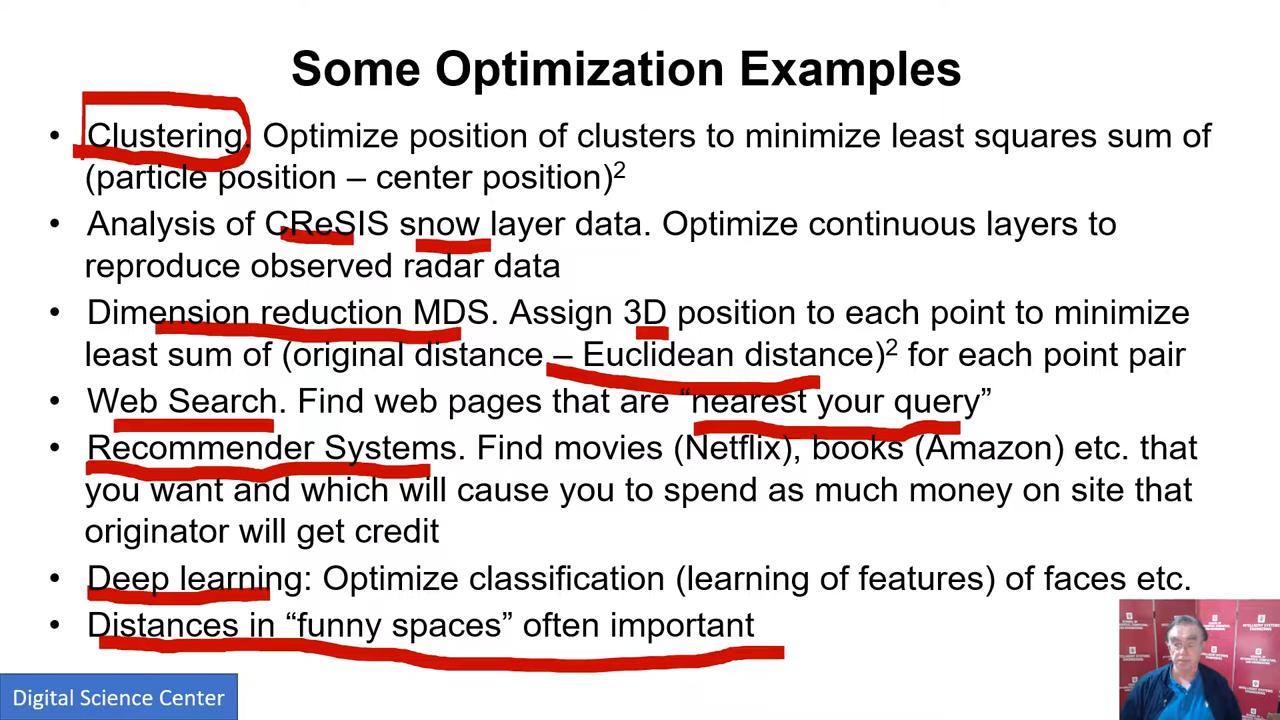 Some Optimization Examples
• Clustering. Optimize position of clusters to minimize least squares sum of
(particle position – center position)²
• Analysis of CReSIS snow layer data. Optimize continuous layers to
reproduce observed radar data
• Dimension reduction MDS. Assign 3D position to each point to minimize
least sum of (original distance – Euclidean distance)² for each point pair
• Web Search. Find web pages that are “nearest your query”
• Recommender Systems. Find movies (Netflix), books (Amazon) etc. that
you want and which will cause you to spend as much money on site that
originator will get credit
• Deep learning: Optimize classification (learning of features) of faces etc.
• Distances in “funny spaces” often important
Digital Science Center